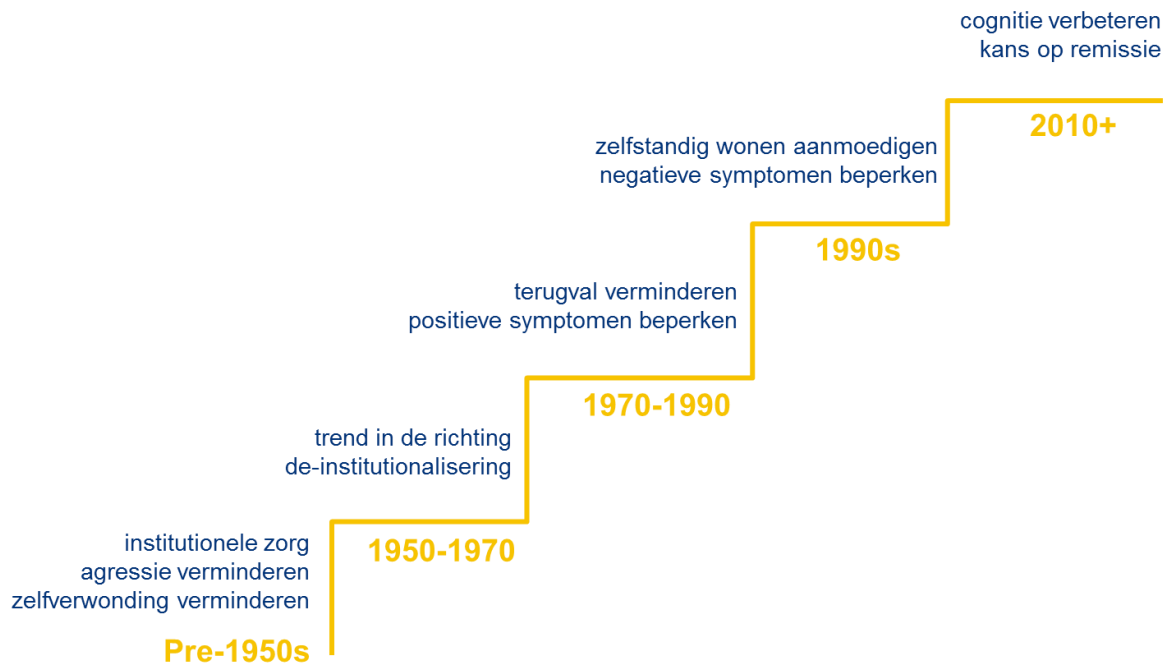 cognitie verbeteren
kans op remissie
2010+
zelfstandig wonen aanmoedigen
negatieve symptomen beperken
1990s
terugval verminderen
positieve symptomen beperken
1970-1990
trend in de richting
de-institutionalisering
1950-1970
institutionele zorg
agressie verminderen
zelfverwonding verminderen
Pre-1950s